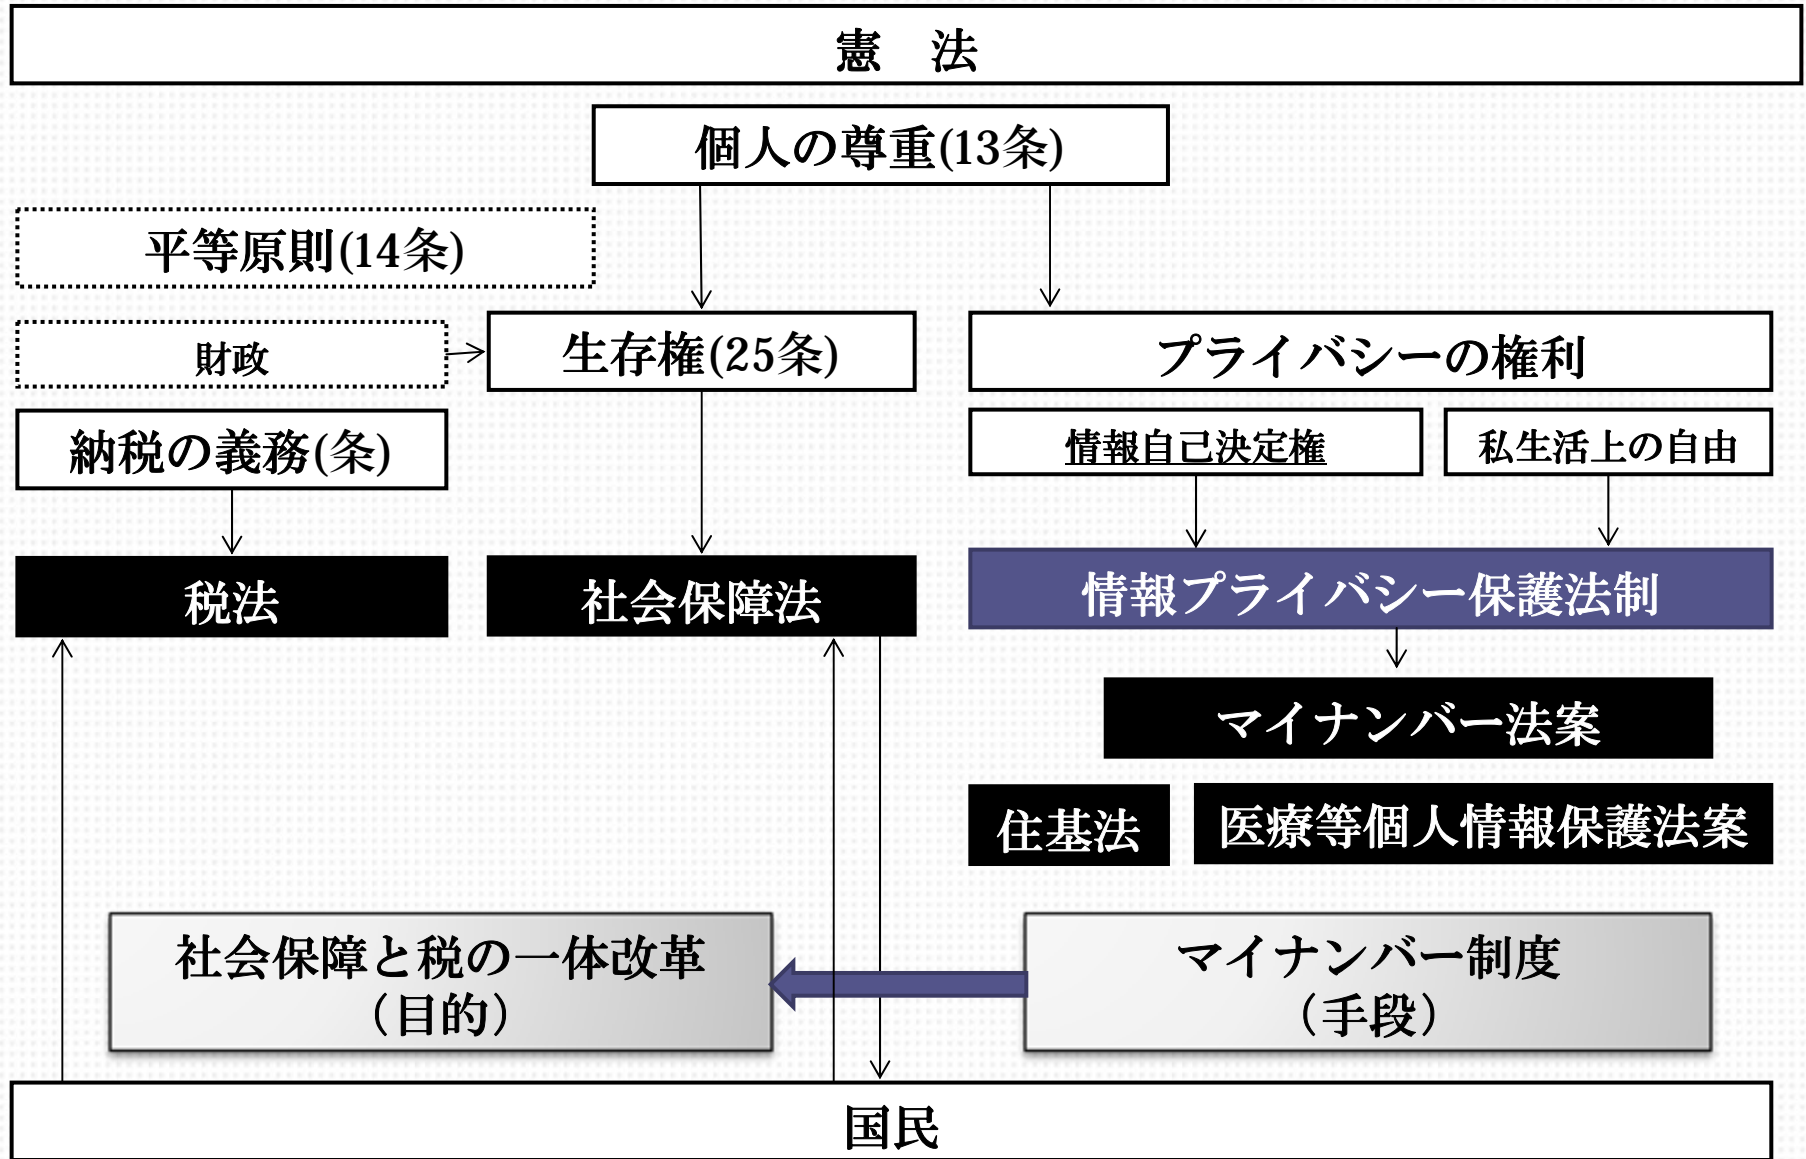 憲　法
個人の尊重(13条)
平等原則(14条)
財政
生存権(25条)
プライバシーの権利
納税の義務(条)
情報自己決定権
私生活上の自由
税法
社会保障法
情報プライバシー保護法制
マイナンバー法案
住基法
医療等個人情報保護法案
社会保障と税の一体改革
（目的）
マイナンバー制度
（手段）
国民